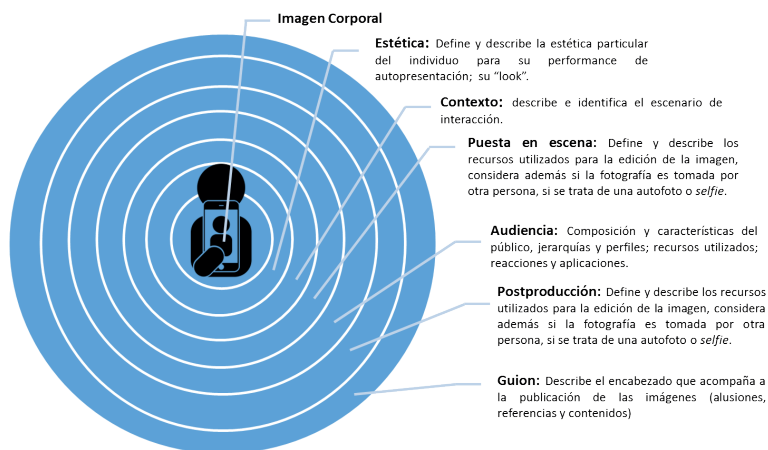 Imagen Corporal
Estética: Define y describe la estética particular
del individuo para su performance de
autopresentación; su “look”.
Contexto: describe e identifica el escenario de
interacción.
Puesta en escena: Define y describe los
recursos utilizados para la edición de la imagen,
considera además si la fotografía es tomada por
otra persona, si se trata de una autofoto o selfie.
Audiencia: Composición y características del
público, jerarquías y perfiles; recursos utilizados;
reacciones y aplicaciones.
Postproducción: Define y describe los recursos
utilizados para la edición de la imagen, considera
además si la fotografía es tomada por otra
persona, si se trata de una autofoto o selfie.
Guion: Describe el encabezado que acompaña a
la publicación de las imágenes (alusiones,
referencias y contenidos)